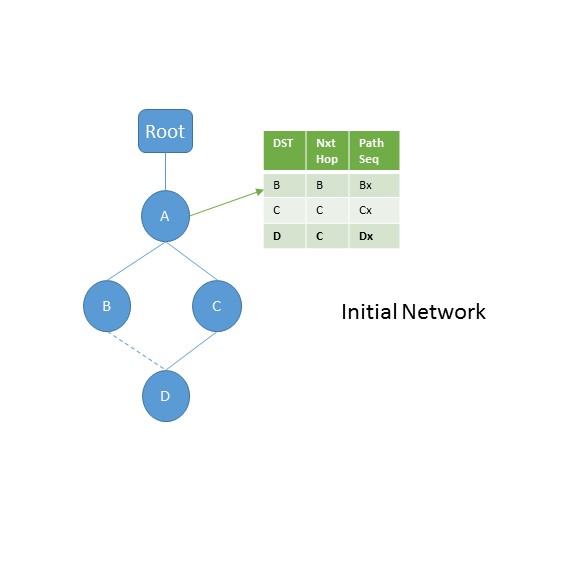 Root
A
B
C
D
DST Nxt Hop Path Seq
B B Bx
C C Cx
D C Dx
Initial Network